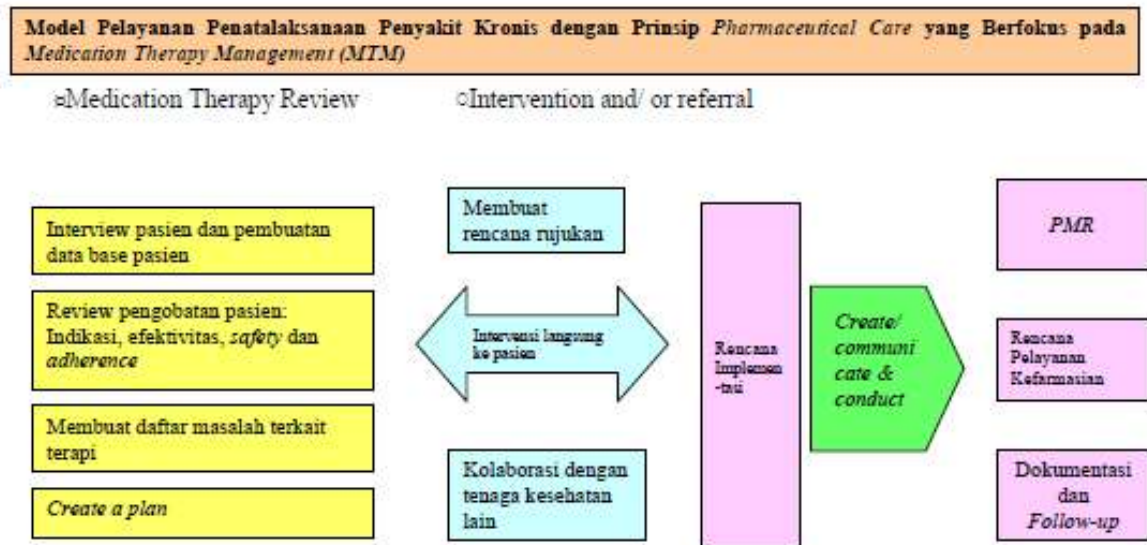 Model Pelayanan Penatalaksanaan Penyakit Kronis dengan Prinsip Pharmaceutical Care yang Berfokus pada
Medication Therapy Management (MTM)
¤Medication Therapy Review
○Intervention and/ or referral
Interview pasien dan pembuatan
data base pasien
Review pengobatan pasien:
Indikasi, efektivitas, safety dan
adherence
Membuat daftar masalah terkait
terapi
Create a plan
Membuat
rencana rujukan
Intervensi langsung
ke pasien
Kolaborasi dengan
tenaga kesehatan
lain
Rencana
Implemen
-tasi
Create/
communi
cate &
conduct
PMR
Rencana
Pelayanan
Kefarmasian
Dokumentasi
dan
Follow-up